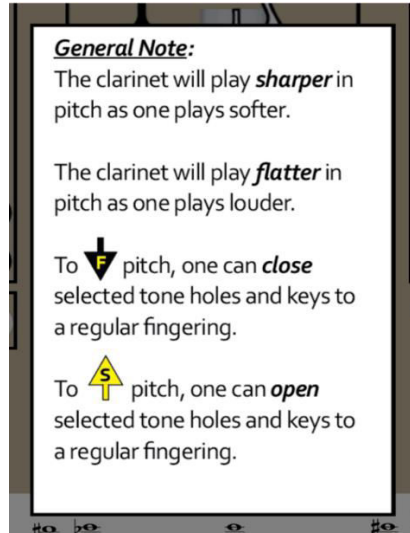 General Note:
The clarinet will play sharper in
pitch as one plays softer.
The clarinet will play flatter in
pitch as one plays louder.
To F pitch, one can close
selected tone holes and keys to
a regular fingering.
To S pitch, one can open
selected tone holes and keys to
a regular fingering.